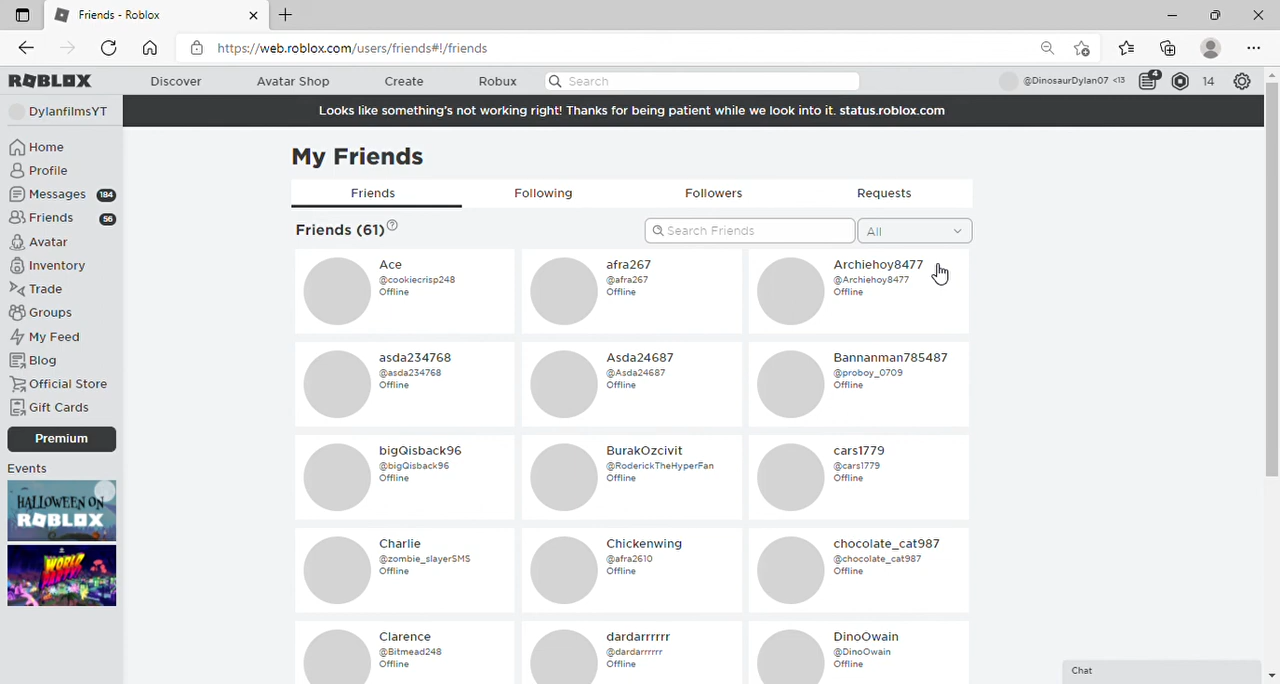 Friends - Roblox
https://web.roblox.com/users/friends#!/friends
ROBLOX Discover Avatar Shop Create Robux Search @DinosaurDylan07 <13 4 14
DylanfilmsYT
Looks like something's not working right! Thanks for being patient while we look into it. status.roblox.com
Home
Profile
Messages 184
Friends 56
Avatar
Inventory
Trade
Groups
My Feed
Blog
Official Store
Gift Cards
Premium
Events
HALLOWEEN ON
ROBLOX
WORLD
My Friends
Friends Following Followers Requests
Friends (61) ? Search Friends All
Ace
@cookiecrisp248
Offline
afra267
@afra267
Offline
Archiehoy8477
@Archiehoy8477
Offline
asda234768
@asda234768
Offline
Asda24687
@Asda24687
Offline
Bannanman785487
@proboy_0709
Offline
bigQisback96
@bigQisback96
Offline
BurakOzcivit
@RoderickTheHyperFan
Offline
cars1779
@cars1779
Offline
Charlie
@zombie_slayerSMS
Offline
Chickenwing
@afra2610
Offline
chocolate_cat987
@chocolate_cat987
Offline
Clarence
@Bitmead248
Offline
dardarrrrrr
@dardarrrrrr
Offline
DinoOwain
@DinoOwain
Offline
Chat